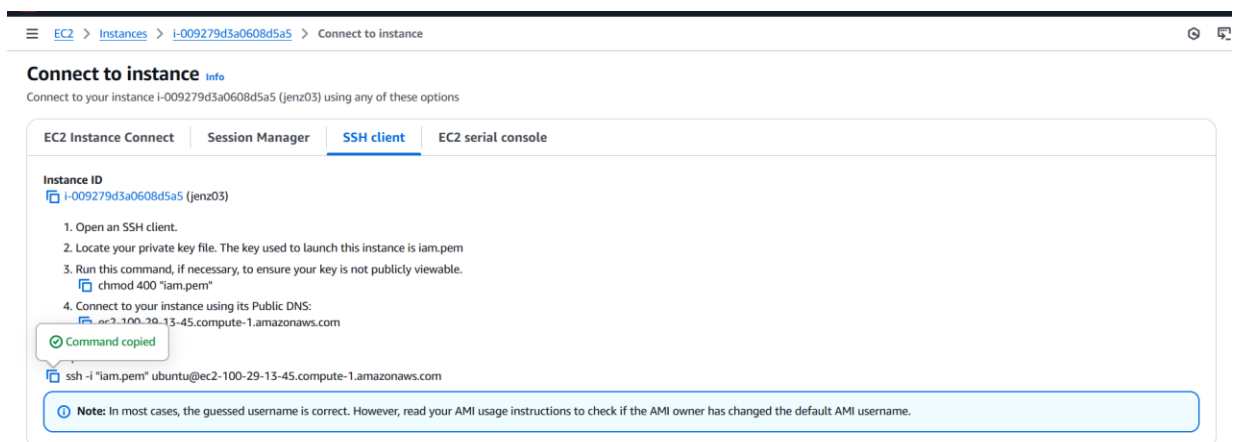 EC2 > Instances > i-009279d3a0608d5a5 > Connect to instance
Connect to instance Info
Connect to your instance i-009279d3a0608d5a5 (jenz03) using any of these options
EC2 Instance Connect Session Manager SSH client EC2 serial console
Instance ID
i-009279d3a0608d5a5 (jenz03)
1. Open an SSH client.
2. Locate your private key file. The key used to launch this instance is iam.pem
3. Run this command, if necessary, to ensure your key is not publicly viewable.
chmod 400 "iam.pem"
4. Connect to your instance using its Public DNS:
ec2-100-29-13-45.compute-1.amazonaws.com
Command copied
ssh -i "iam.pem" ubuntu@ec2-100-29-13-45.compute-1.amazonaws.com
Note: In most cases, the guessed username is correct. However, read your AMI usage instructions to check if the AMI owner has changed the default AMI username.